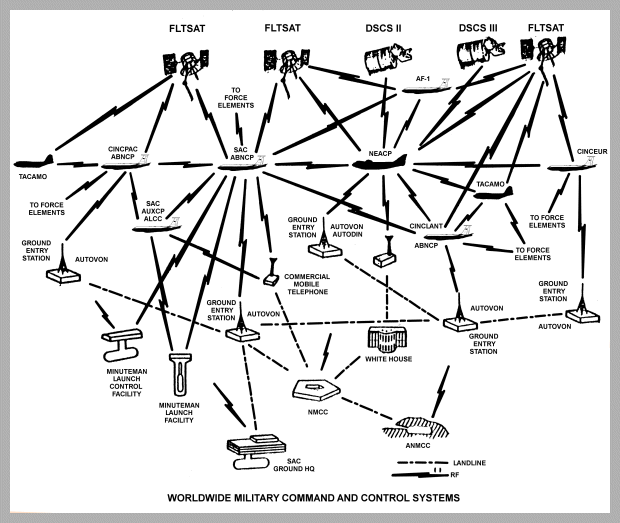 FLTSAT
FLTSAT
DSCS II
DSCS III
FLTSAT
AF-1
TO
FORCE
ELEMENTS
CINCPAC
ABNCP
SAC
ABNCP
NEACP
CINCEUR
TACAMO
TACAMO
TO FORCE
ELEMENTS
SAC
AUXCP
ALCC
GROUND
ENTRY
STATION
AUTOVON
AUTODIN
CINCLANT
ABNCP
TO FORCE
ELEMENTS
TO FORCE
ELEMENTS
GROUND
ENTRY
STATION
AUTOVON
COMMERCIAL
MOBILE
TELEPHONE
GROUND
ENTRY
STATION
GROUND
ENTRY
STATION
AUTOVON
AUTOVON
GROUND
ENTRY
STATION
AUTOVON
WHITE HOUSE
MINUTEMAN
LAUNCH
CONTROL
FACILITY
MINUTEMAN
LAUNCH
FACILITY
NMCC
ANMCC
SAC
GROUND HQ
LANDLINE
RF
WORLDWIDE MILITARY COMMAND AND CONTROL SYSTEMS